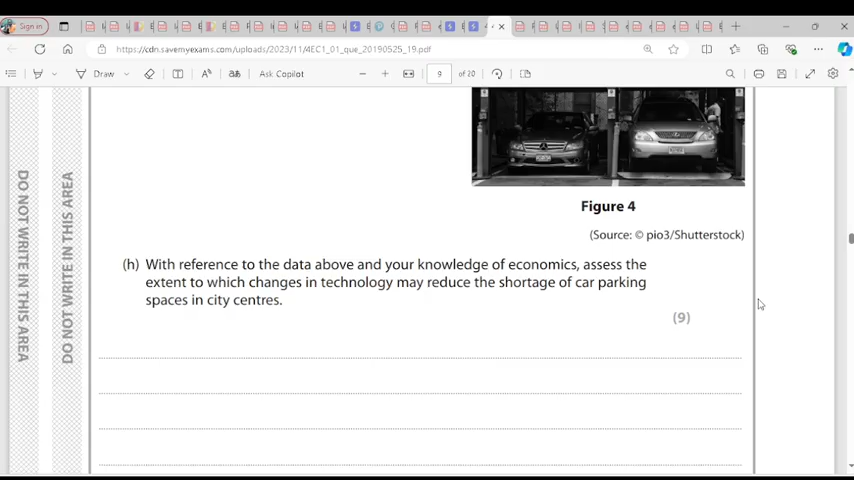 Sign in
https://cdn.savemyexams.com/uploads/2023/11/4EC1_01_que_20190525_19.pdf
Draw
Ask Copilot
9
of 20
DO NOT WRITE IN THIS AREA
DO NOT WRITE IN THIS AREA
Figure 4
(Source: © pio3/Shutterstock)
(h) With reference to the data above and your knowledge of economics, assess the
extent to which changes in technology may reduce the shortage of car parking
spaces in city centres.
(9)